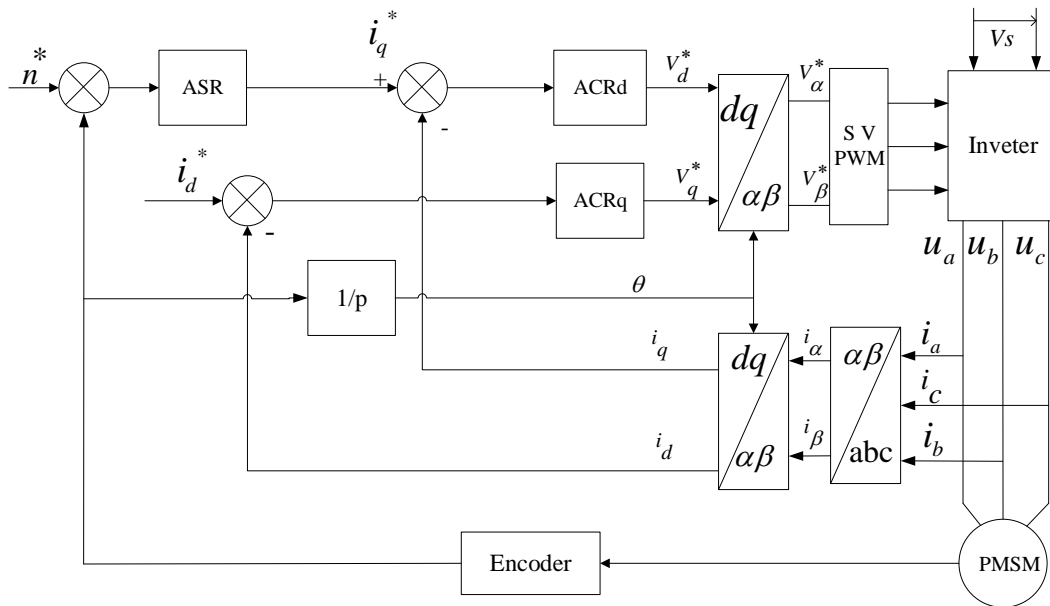 n*
ASR
i_q^*
+
-
ACRd
V_d^*
dq
αβ
V_α^*
V_β^*
S V
PWM
Vs
Inveter
i_d^*
-
ACRq
V_q^*
u_a
u_b
u_c
1/p
θ
i_q
dq
αβ
i_α
i_β
αβ
abc
i_a
i_c
i_b
i_d
Encoder
PMSM